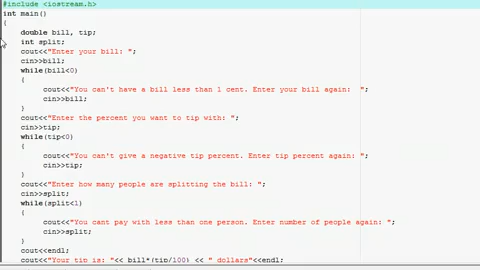 #include <iostream.h>
int main()
{
double bill, tip;
int split;
cout<<"Enter your bill: ";
cin>>bill;
while(bill<0)
{
cout<<"You can't have a bill less than 1 cent. Enter your bill again:  ";
cin>>bill;
}
cout<<"Enter the percent you want to tip with: ";
cin>>tip;
while(tip<0)
{
cout<<"You can't give a negative tip percent. Enter tip percent again: ";
cin>>tip;
}
cout<<"Enter how many people are splitting the bill: ";
cin>>split;
while(split<1)
{
cout<<"You cant pay with less than one person. Enter number of people again: ";
cin>>split;
}
cout<<endl;
cout<<"Your tip is: "<< bill*(tip/100) << " dollars"<<endl;